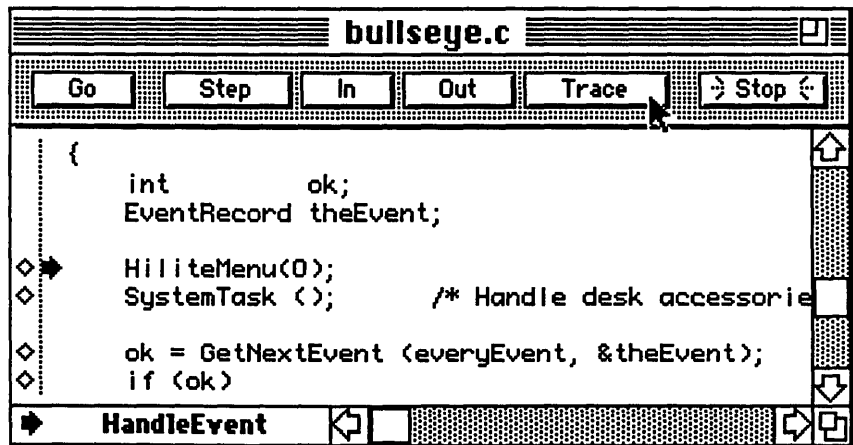 bullseye.c
Go Step In Out Trace Stop
{
int ok;
EventRecord theEvent;
HiliteMenu(0);
SystemTask (); /* Handle desk accessorie
ok = GetNextEvent (everyEvent, &theEvent);
if (ok)
HandleEvent